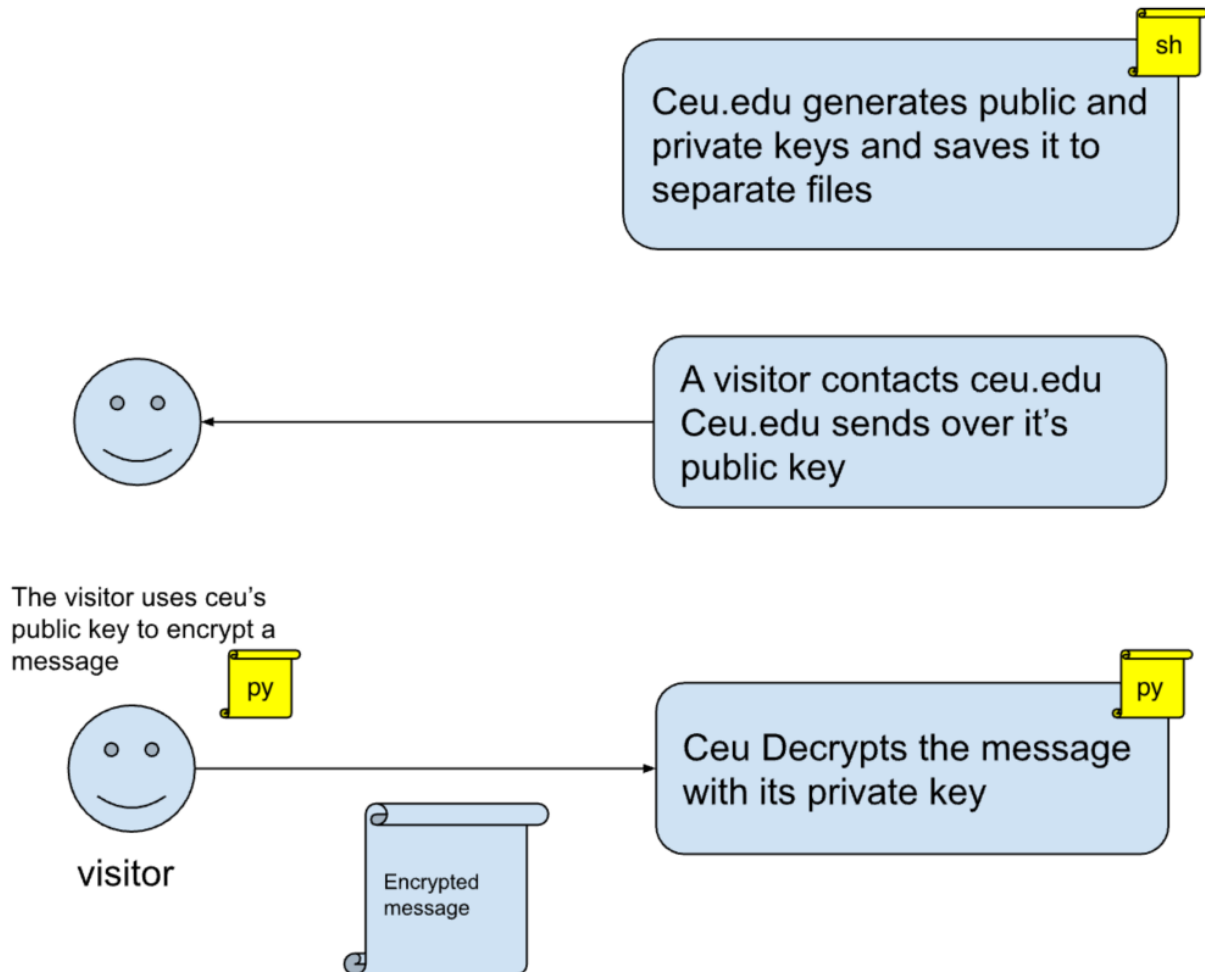 sh
Ceu.edu generates public and
private keys and saves it to
separate files
A visitor contacts ceu.edu
Ceu.edu sends over it's
public key
The visitor uses ceu's
public key to encrypt a
message
py
py
Ceu Decrypts the message
with its private key
visitor
Encrypted
message